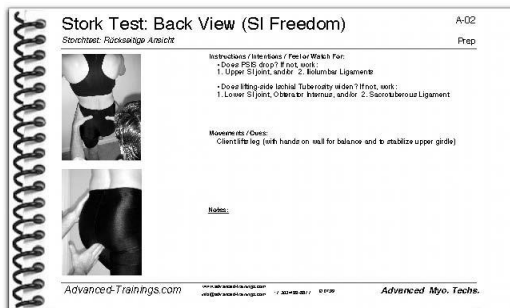 Stork Test: Back View (SI Freedom)
A-02
Storchtest: Rückseitige Ansicht
Prep
Instructions / Intentions / Feel or Watch For:
• Does PSIS drop? If not, work:
1. Upper SI joint, and/or 2. Iliolumbar Ligaments
• Does lifting-side Ischial Tuberosity widen? If not, work:
1. Lower SI joint, Obturator Internus, and/or 2. Sacrotuberous Ligament
Movements / Cues:
Client lifts leg (with hands on wall for balance and to stabilize upper girdle)
Notes:
Advanced-Trainings.com
Advanced Myo. Techs.